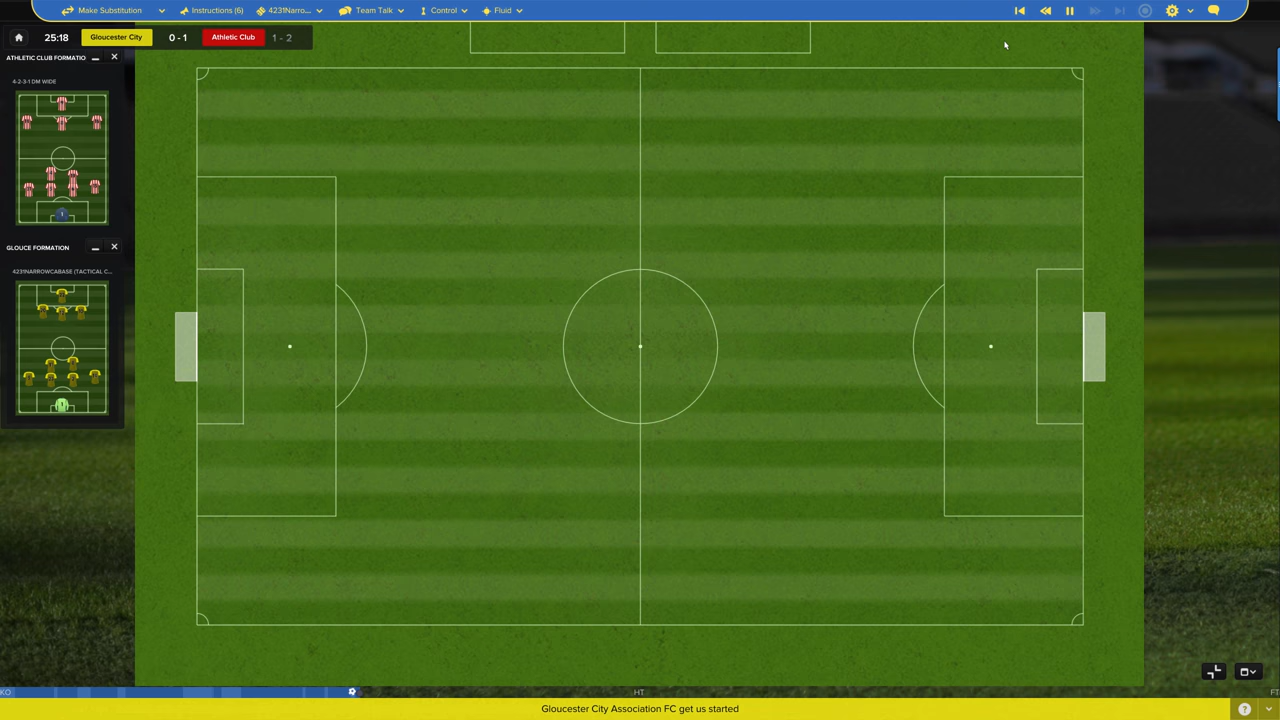 Make Substitution Instructions (6) 4231Narro... Team Talk Control Fluid
25:18 Gloucester City 0 - 1 Athletic Club 1 - 2
ATHLETIC CLUB FORMATIO
4-2-3-1 DM WIDE
1
GLOUCE FORMATION
4231NARROWCABASE (TACTICAL C...
1
KO HT FT
Gloucester City Association FC get us started ?